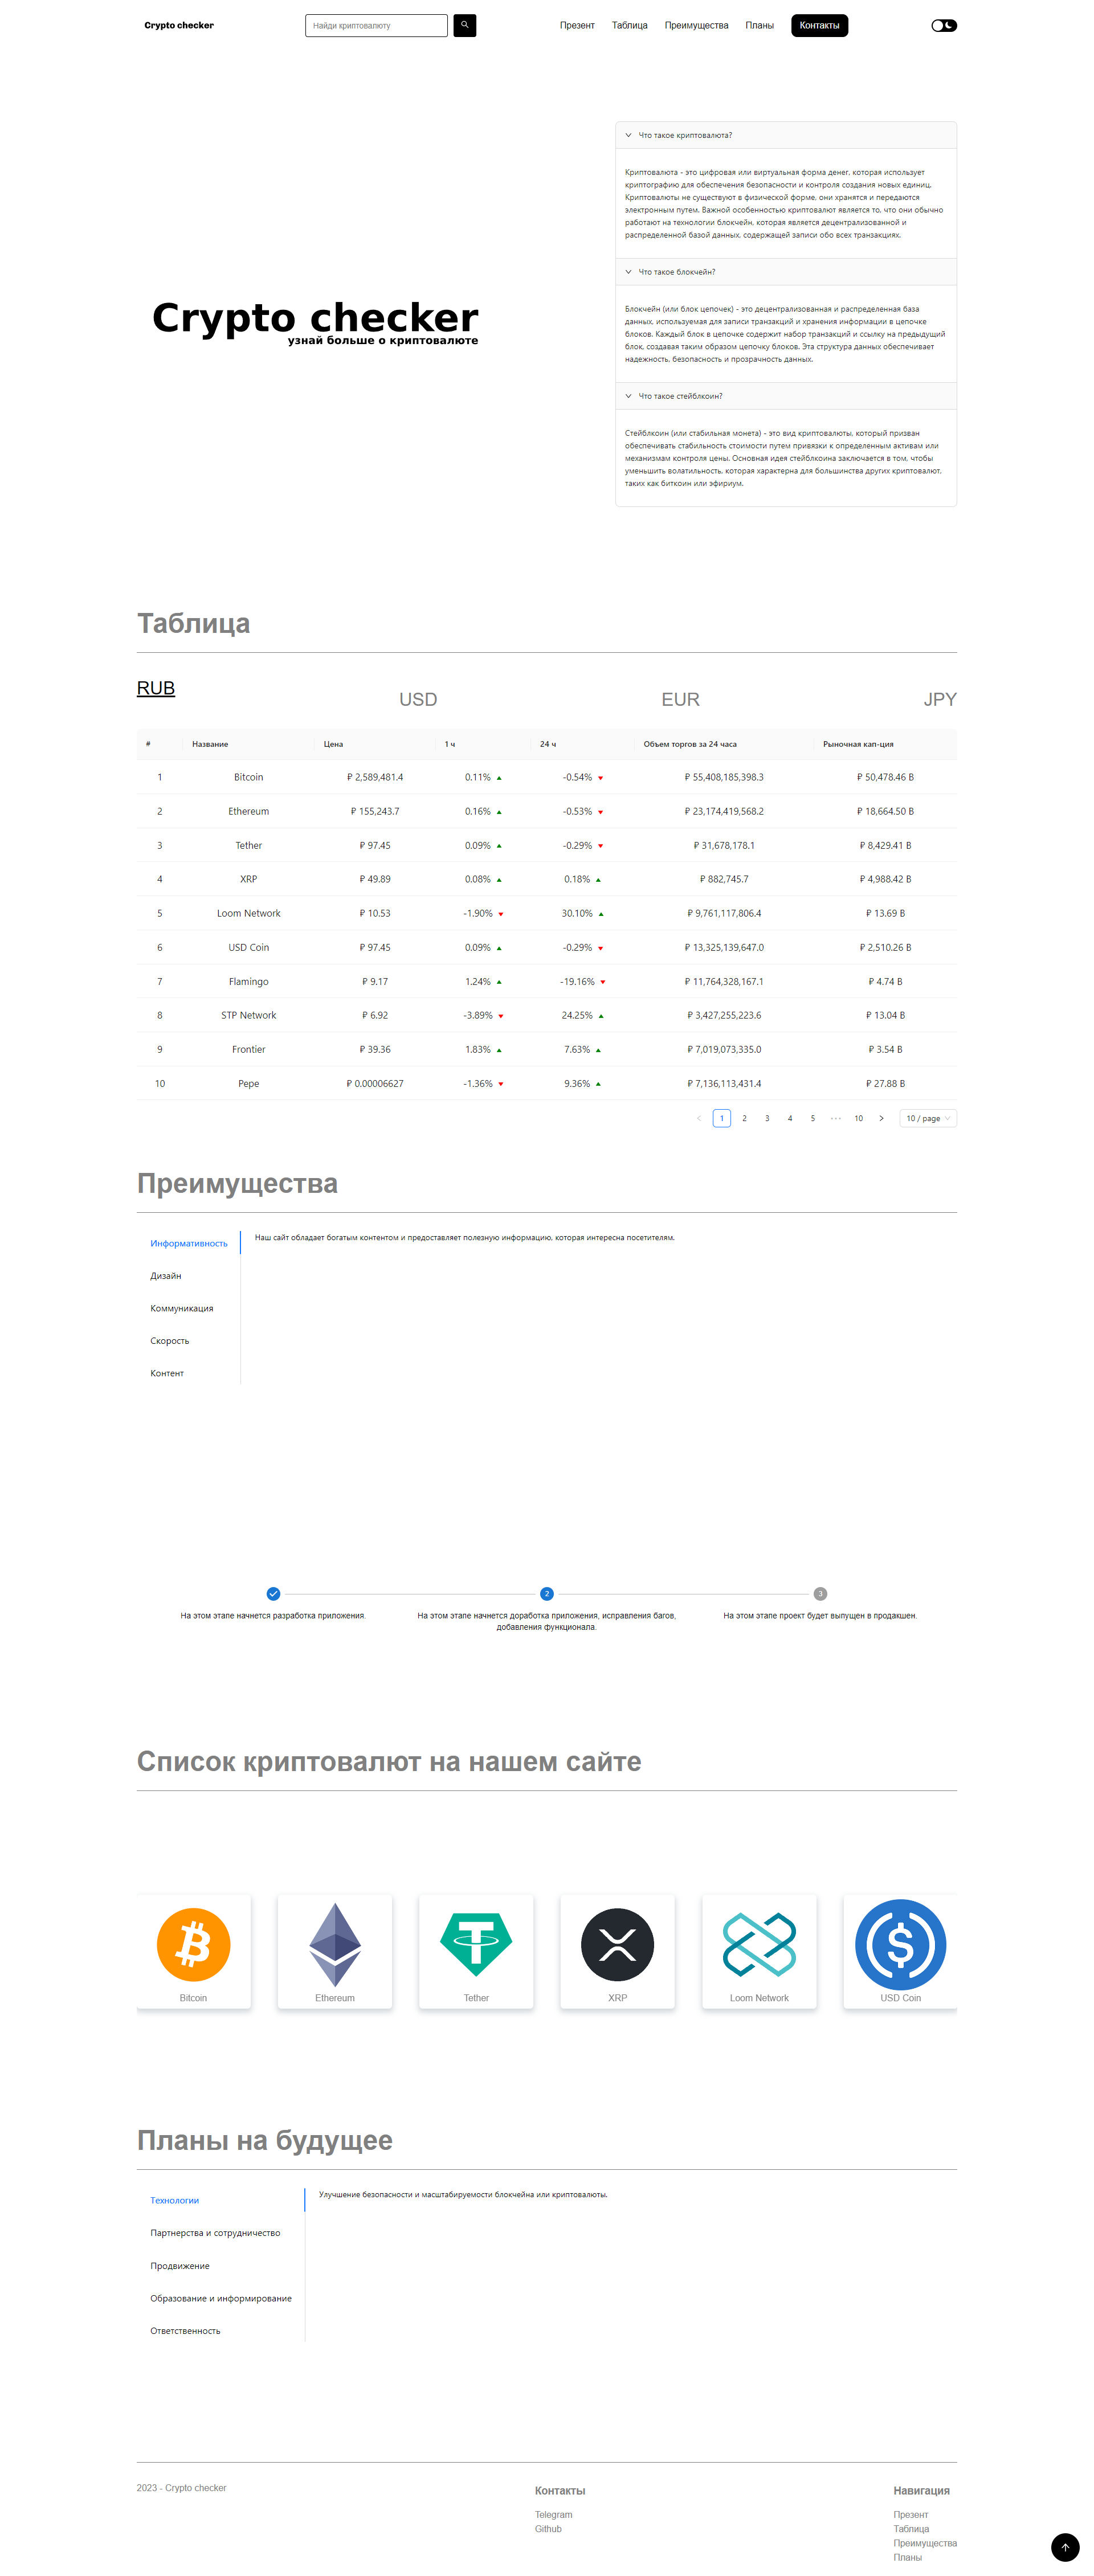 Crypto checker
Найди криптовалюту
Презент
Таблица
Преимущества
Планы
Контакты
Что такое криптовалюта?
Криптовалюта - это цифровая или виртуальная форма денег, которая использует
криптографию для обеспечения безопасности и контроля создания новых единиц.
Криптовалюты не существуют в физической форме, они хранятся и передаются
электронным путем. Важной особенностью криптовалют является то, что они обычно
работают на технологии блокчейн, которая является децентрализованной и
распределенной базой данных, содержащей записи обо всех транзакциях.
Что такое блокчейн?
Блокчейн (или блок цепочек) - это децентрализованная и распределенная база
данных, используемая для записи транзакций и хранения информации в цепочке
блоков. Каждый блок в цепочке содержит набор транзакций и ссылку на предыдущий
блок, создавая таким образом цепочку блоков. Эта структура данных обеспечивает
надежность, безопасность и прозрачность данных.
Что такое стейблкоин?
Стейблкоин (или стабильная монета) - это вид криптовалюты, который призван
обеспечивать стабильность стоимости путем привязки к определенным активам или
механизмам контроля цены. Основная идея стейблкоина заключается в том, чтобы
уменьшить волатильность, которая характерна для большинства других криптовалют,
таких как биткоин или эфириум.
Crypto checker
узнай больше о криптовалюте
Таблица
RUB USD EUR JPY
# Название Цена 1 ч 24 ч Объем торгов за 24 часа Рыночная кап-ция
1 Bitcoin ₽ 2,589,481.4 0.11% -0.54% ₽ 55,408,185,398.3 ₽ 50,478.46 B
2 Ethereum ₽ 155,243.7 0.16% -0.53% ₽ 23,174,419,568.2 ₽ 18,664.50 B
3 Tether ₽ 97.45 0.09% -0.29% ₽ 31,678,178.1 ₽ 8,429.41 B
4 XRP ₽ 49.89 0.08% 0.18% ₽ 882,745.7 ₽ 4,988.42 B
5 Loom Network ₽ 10.53 -1.90% 30.10% ₽ 9,761,117,806.4 ₽ 13.69 B
6 USD Coin ₽ 97.45 0.09% -0.29% ₽ 13,325,139,647.0 ₽ 2,510.26 B
7 Flamingo ₽ 9.17 1.24% -19.16% ₽ 11,764,328,167.1 ₽ 4.74 B
8 STP Network ₽ 6.92 -3.89% 24.25% ₽ 3,427,255,223.6 ₽ 13.04 B
9 Frontier ₽ 39.36 1.83% 7.63% ₽ 7,019,073,335.0 ₽ 3.54 B
10 Pepe ₽ 0.00006627 -1.36% 9.36% ₽ 7,136,113,431.4 ₽ 27.88 B
1 2 3 4 5 ••• 10 10 / page
Преимущества
Информативность
Дизайн
Коммуникация
Скорость
Контент
Наш сайт обладает богатым контентом и предоставляет полезную информацию, которая интересна посетителям.
2
3
На этом этапе начнется разработка приложения.
На этом этапе начнется доработка приложения, исправления багов,
добавления функционала.
На этом этапе проект будет выпущен в продакшен.
Список криптовалют на нашем сайте
Bitcoin
Ethereum
Tether
XRP
Loom Network
USD Coin
Планы на будущее
Технологии
Партнерства и сотрудничество
Продвижение
Образование и информирование
Ответственность
Улучшение безопасности и масштабируемости блокчейна или криптовалюты.
2023 - Crypto checker
Контакты
Telegram
Github
Навигация
Презент
Таблица
Преимущества
Планы